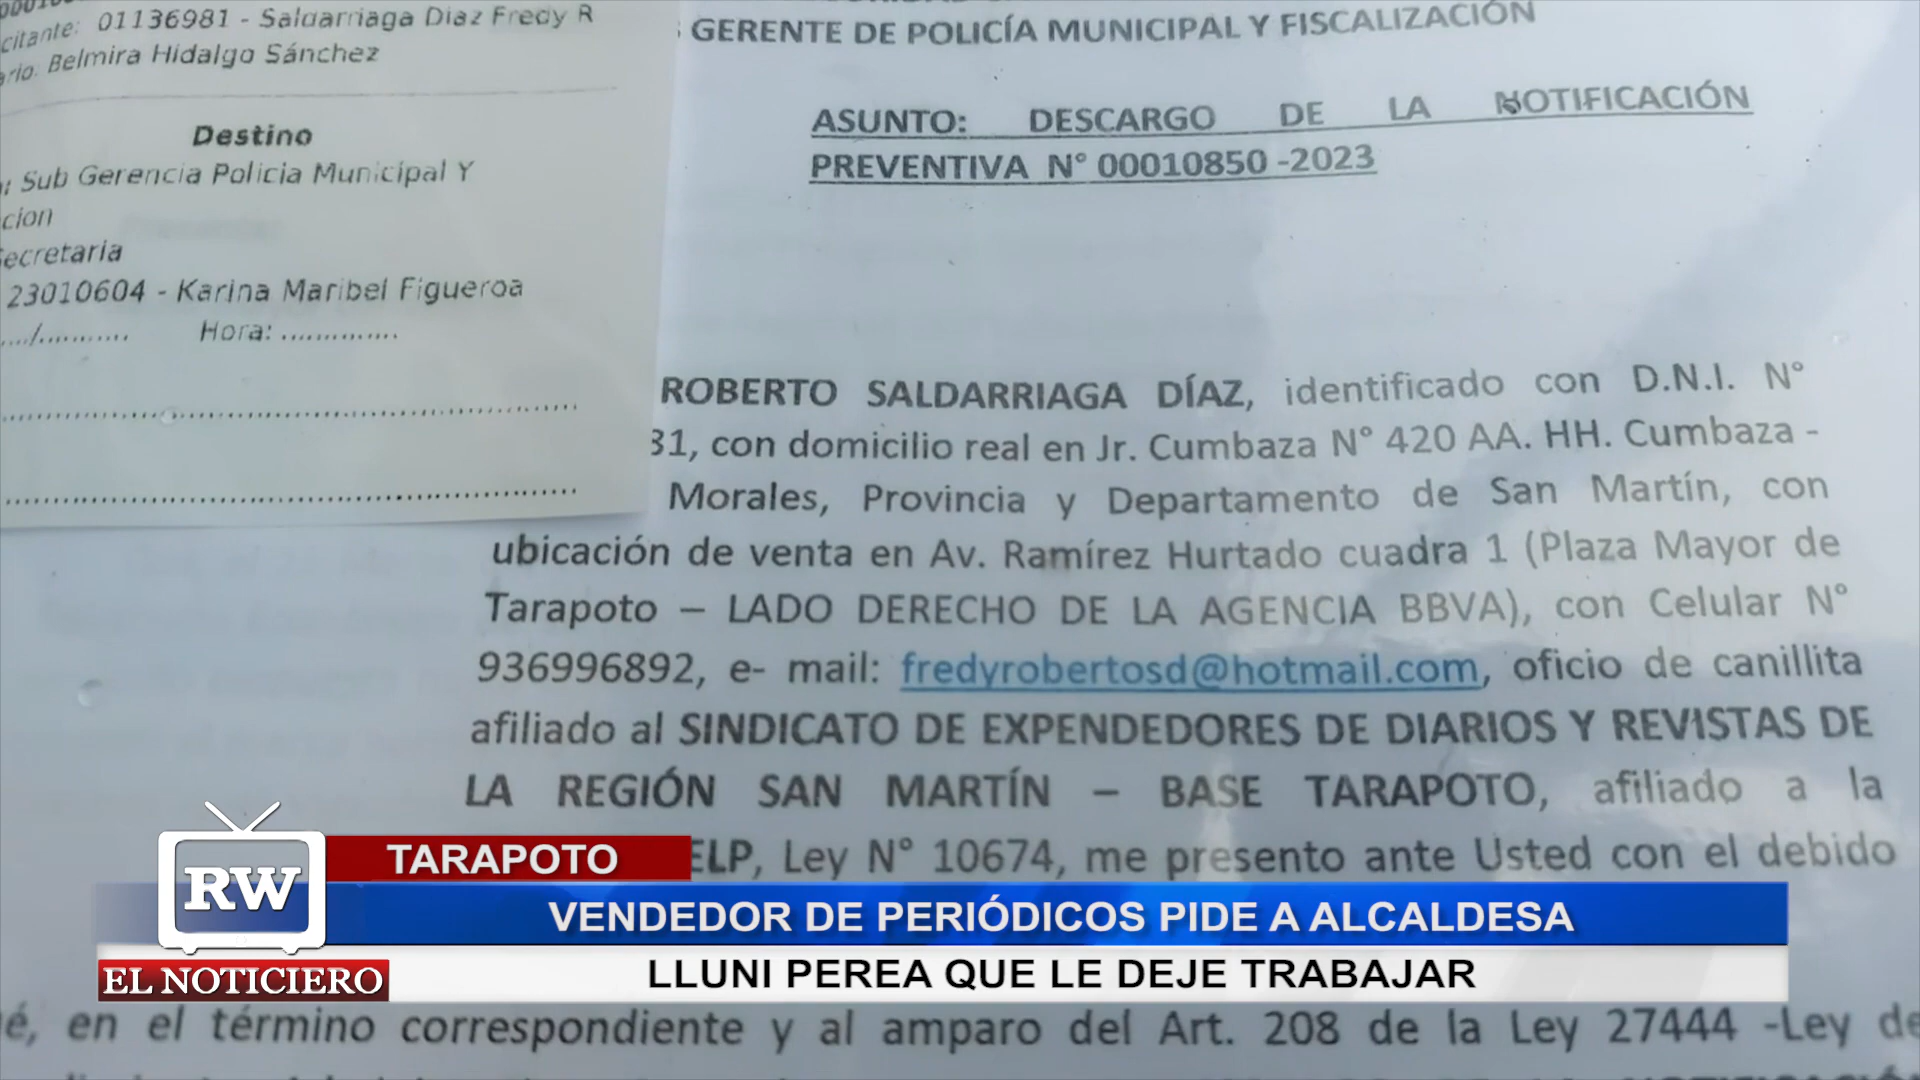 citante: 01136981 - Saldarriaga Diaz Fredy R
ario. Belmira Hidalgo Sánchez
Destino
Sub Gerencia Policia Municipal Y
cion
ecretaria
23010604 - Karina Maribel Figueroa
Hora: .............
GERENTE DE POLICÍA MUNICIPAL Y FISCALIZACIÓN
ASUNTO: DESCARGO DE LA NOTIFICACIÓN
PREVENTIVA N° 00010850 -2023
ROBERTO SALDARRIAGA DÍAZ, identificado con D.N.I. N°
31, con domicilio real en Jr. Cumbaza N° 420 AA. HH. Cumbaza -
Morales, Provincia y Departamento de San Martín, con
ubicación de venta en Av. Ramírez Hurtado cuadra 1 (Plaza Mayor de
Tarapoto – LADO DERECHO DE LA AGENCIA BBVA), con Celular N°
936996892, e- mail: fredyrobertosd@hotmail.com, oficio de canillita
afiliado al SINDICATO DE EXPENDEDORES DE DIARIOS Y REVISTAS DE
LA REGIÓN SAN MARTÍN – BASE TARAPOTO, afiliado a la
ELP, Ley N° 10674, me presento ante Usted con el debido
TARAPOTO
RW
EL NOTICIERO
VENDEDOR DE PERIÓDICOS PIDE A ALCALDESA
LLUNI PEREA QUE LE DEJE TRABAJAR
é, en el término correspondiente y al amparo del Art. 208 de la Ley 27444 -Ley de